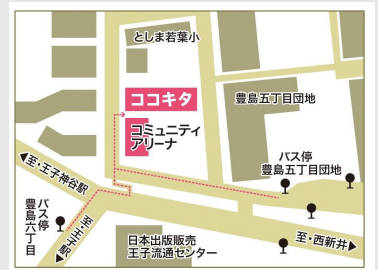 としま若葉小
ココキタ
コミュニティ
アリーナ
豊島五丁目団地
バス停
豊島五丁目団地
至・王子神谷駅
バス停
豊島六丁目
至・王子駅
日本出版販売
王子流通センター
至・西新井